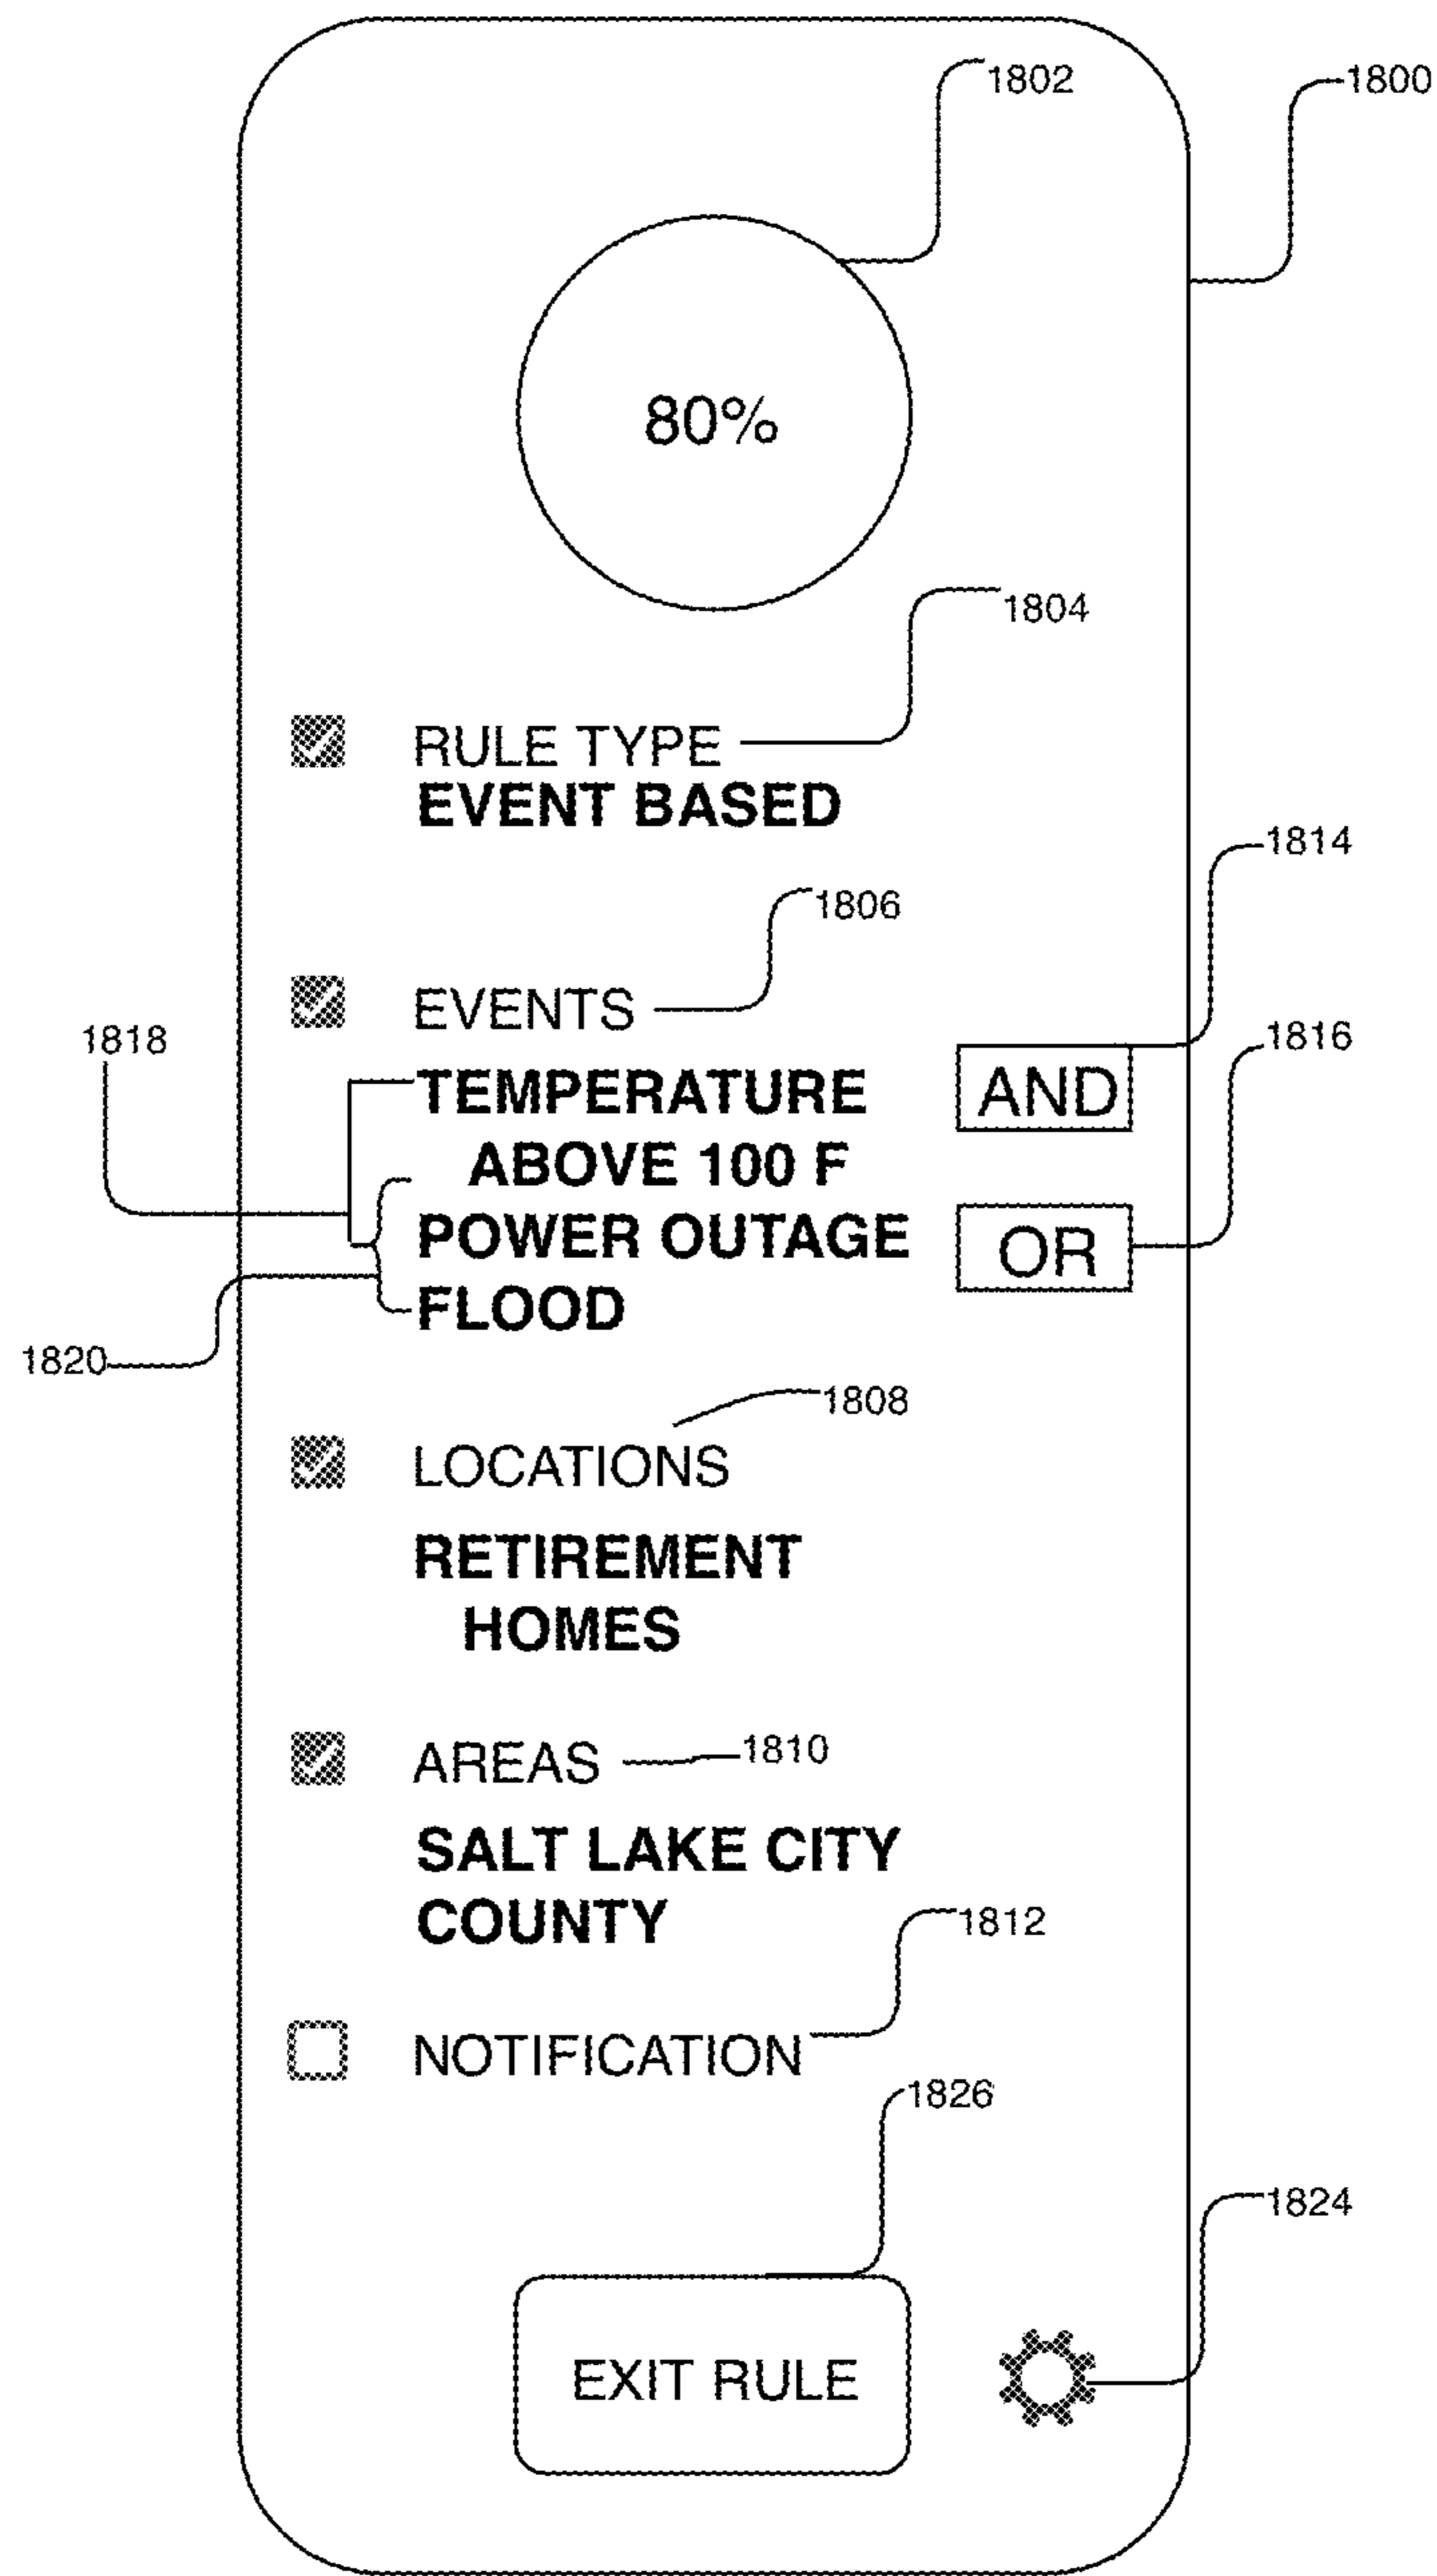 1802
1800
80%
1804
RULE TYPE
EVENT BASED
1814
1806
EVENTS
1816
1818
TEMPERATURE
AND
ABOVE 100 F
POWER OUTAGE
OR
FLOOD
1820
1808
LOCATIONS
RETIREMENT
HOMES
AREAS
1810
SALT LAKE CITY
COUNTY
1812
NOTIFICATION
1826
1824
EXIT RULE